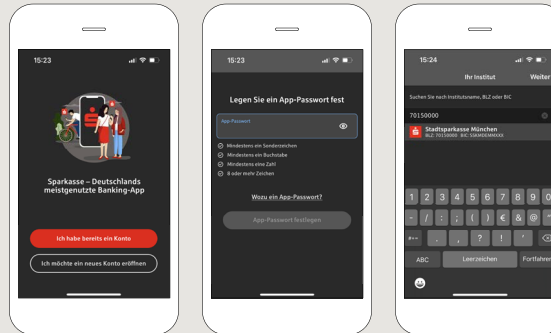 15:23
Sparkasse – Deutschlands
meistgenutzte Banking-App
Ich habe bereits ein Konto
Ich möchte ein neues Konto eröffnen
15:23
Legen Sie ein App-Passwort fest
App-Passwort
Mindestens ein Sonderzeichen
Mindestens ein Buchstabe
Mindestens eine Zahl
8 oder mehr Zeichen
Wozu ein App-Passwort?
App-Passwort festlegen
15:24
Ihr Institut
Weiter
Suchen Sie nach Institutsname, BLZ oder BIC
70150000
Stadtsparkasse München
BLZ: 70150000 BIC: SSKMDEMMXXX
1 2 3 4 5 6 7 8 9 0
- / : ; ( ) € & @ "
#+= . , ? ! '
ABC Leerzeichen Fortfahren